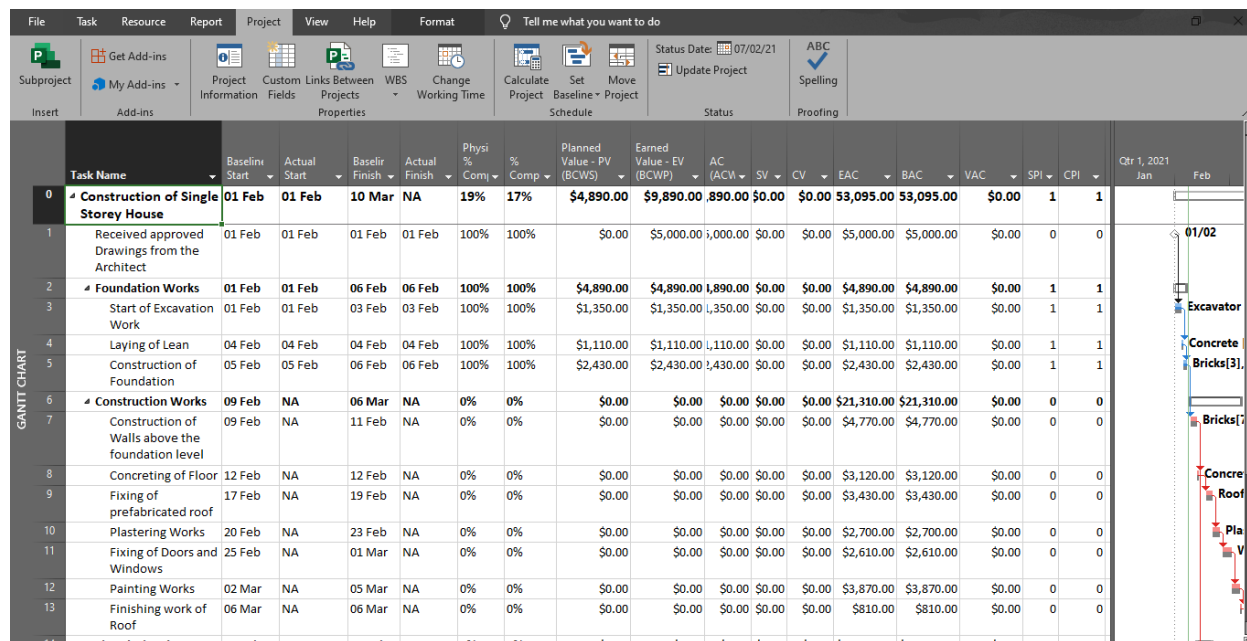 File Task Resource Report Project View Help Format Tell me what you want to do
Subproject Get Add-ins My Add-ins Project Information Custom Fields Links Between Projects WBS Change Working Time Calculate Project Set Baseline Move Project Status Date: 07/02/21 Update Project ABC Spelling
Insert Add-ins Properties Schedule Status Proofing
Task Name Baseline Start Actual Start Baselin Finish Actual Finish Physi % Comp % Comp Planned Value - PV (BCWS) Earned Value - EV (BCWP) AC (ACW SV CV EAC BAC VAC SPI CPI Qtr 1, 2021 Jan Feb
0 Construction of Single Storey House 01 Feb 01 Feb 10 Mar NA 19% 17% $4,890.00 $9,890.00 ,890.00 $0.00 $0.00 53,095.00 53,095.00 $0.00 1 1
1 Received approved Drawings from the Architect 01 Feb 01 Feb 01 Feb 01 Feb 100% 100% $0.00 $5,000.00 ,000.00 $0.00 $0.00 $5,000.00 $5,000.00 $0.00 0 0 01/02
2 Foundation Works 01 Feb 01 Feb 06 Feb 06 Feb 100% 100% $4,890.00 $4,890.00 ,890.00 $0.00 $0.00 $4,890.00 $4,890.00 $0.00 1 1
3 Start of Excavation Work 01 Feb 01 Feb 03 Feb 03 Feb 100% 100% $1,350.00 $1,350.00 ,350.00 $0.00 $0.00 $1,350.00 $1,350.00 $0.00 1 1 Excavator
4 Laying of Lean 04 Feb 04 Feb 04 Feb 04 Feb 100% 100% $1,110.00 $1,110.00 ,110.00 $0.00 $0.00 $1,110.00 $1,110.00 $0.00 1 1 Concrete
5 Construction of Foundation 05 Feb 05 Feb 06 Feb 06 Feb 100% 100% $2,430.00 $2,430.00 ,430.00 $0.00 $0.00 $2,430.00 $2,430.00 $0.00 1 1 Bricks[3],
6 Construction Works 09 Feb NA 06 Mar NA 0% 0% $0.00 $0.00 $0.00 $0.00 $0.00 $21,310.00 $21,310.00 $0.00 0 0
7 Construction of Walls above the foundation level 09 Feb NA 11 Feb NA 0% 0% $0.00 $0.00 $0.00 $0.00 $0.00 $4,770.00 $4,770.00 $0.00 0 0 Bricks[7
8 Concreting of Floor 12 Feb NA 12 Feb NA 0% 0% $0.00 $0.00 $0.00 $0.00 $0.00 $3,120.00 $3,120.00 $0.00 0 0 Concre
9 Fixing of prefabricated roof 17 Feb NA 19 Feb NA 0% 0% $0.00 $0.00 $0.00 $0.00 $0.00 $3,430.00 $3,430.00 $0.00 0 0 Roof
10 Plastering Works 20 Feb NA 23 Feb NA 0% 0% $0.00 $0.00 $0.00 $0.00 $0.00 $2,700.00 $2,700.00 $0.00 0 0 Pla
11 Fixing of Doors and Windows 25 Feb NA 01 Mar NA 0% 0% $0.00 $0.00 $0.00 $0.00 $0.00 $2,610.00 $2,610.00 $0.00 0 0
12 Painting Works 02 Mar NA 05 Mar NA 0% 0% $0.00 $0.00 $0.00 $0.00 $0.00 $3,870.00 $3,870.00 $0.00 0 0
13 Finishing work of Roof 06 Mar NA 06 Mar NA 0% 0% $0.00 $0.00 $0.00 $0.00 $0.00 $810.00 $810.00 $0.00 0 0
GANTT CHART